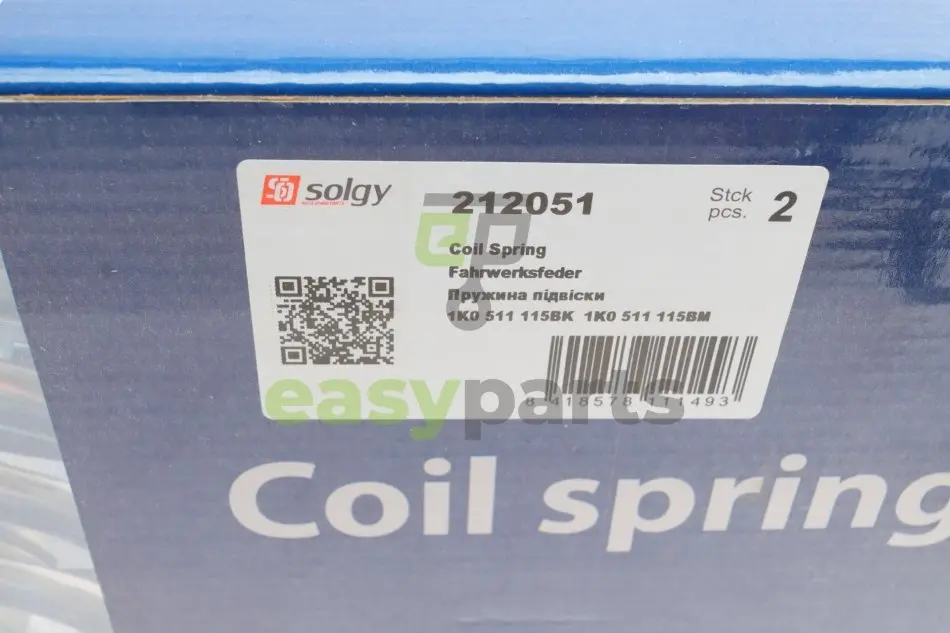 solgy
212051
Stck
pcs. 2
Coil Spring
Fahrwerksfeder
Пружина підвіски
1K0 511 115BK 1K0 511 115BM
8 418578 111493
easyparts
Coil spring